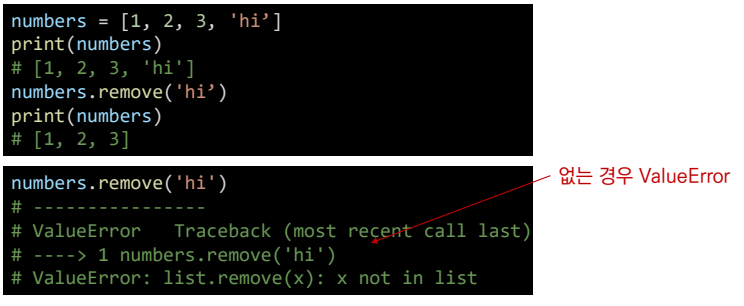 numbers = [1, 2, 3, 'hi’]
print(numbers)
# [1, 2, 3, 'hi']
numbers.remove('hi’)
print(numbers)
# [1, 2, 3]
numbers.remove('hi')
# ----------------
# ValueError   Traceback (most recent call last)
# ----> 1 numbers.remove('hi')
# ValueError: list.remove(x): x not in list
없는 경우 ValueError